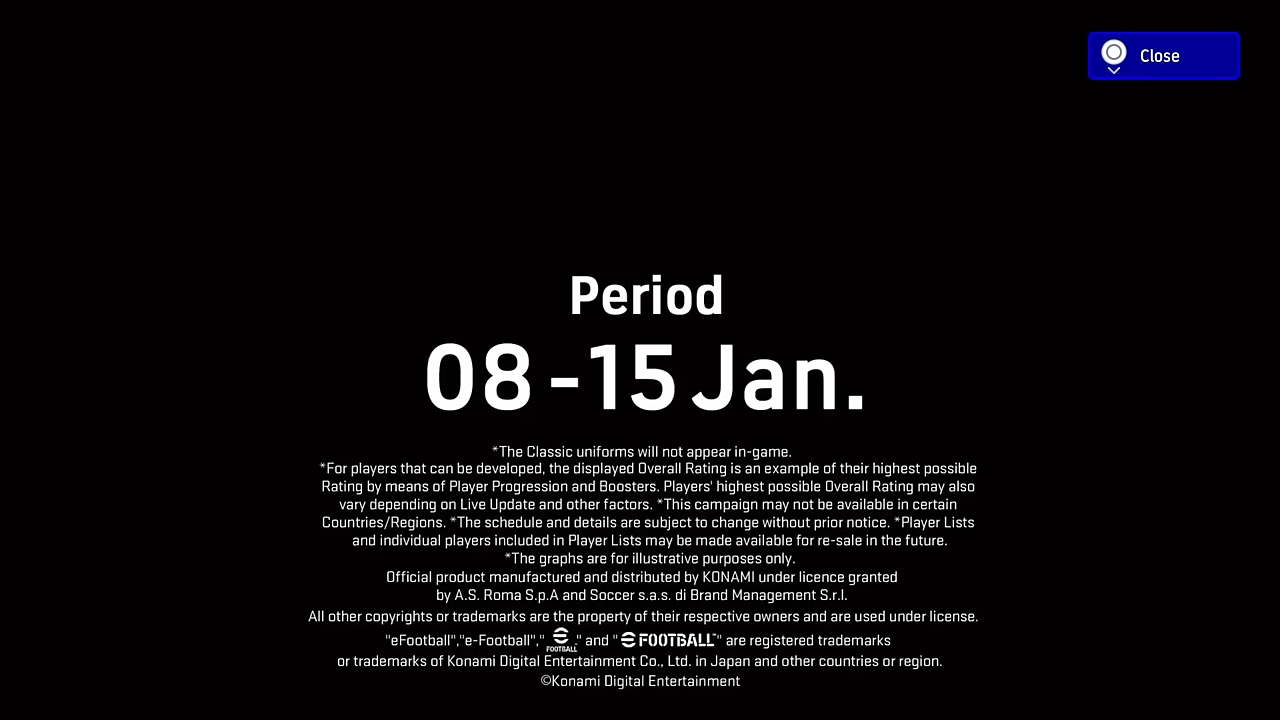 Close
Period
08 - 15 Jan.
*The Classic uniforms will not appear in-game.
*For players that can be developed, the displayed Overall Rating is an example of their highest possible
Rating by means of Player Progression and Boosters. Players' highest possible Overall Rating may also
vary depending on Live Update and other factors. *This campaign may not be available in certain
Countries/Regions. *The schedule and details are subject to change without prior notice. *Player Lists
and individual players included in Player Lists may be made available for re-sale in the future.
*The graphs are for illustrative purposes only.
Official product manufactured and distributed by KONAMI under licence granted
by A.S. Roma S.p.A and Soccer s.a.s. di Brand Management S.r.l.
All other copyrights or trademarks are the property of their respective owners and are used under license.
"eFootball","e-Football","e FOOTBALL" and "eFOOTBALL™" are registered trademarks
or trademarks of Konami Digital Entertainment Co., Ltd. in Japan and other countries or region.
©Konami Digital Entertainment